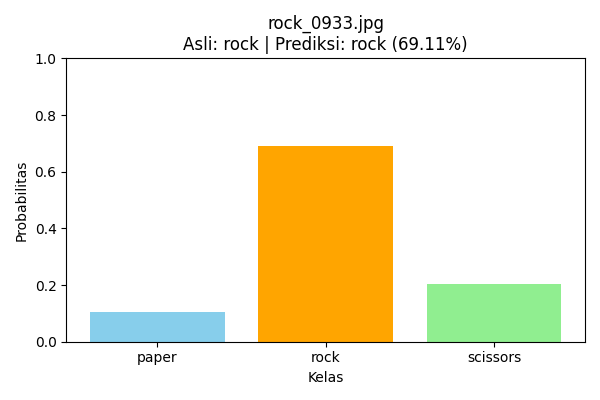 rock_0933.jpg
Asli: rock | Prediksi: rock (69.11%)
1.0
0.8
0.6
0.4
0.2
0.0
Probabilitas
paper rock scissors
Kelas